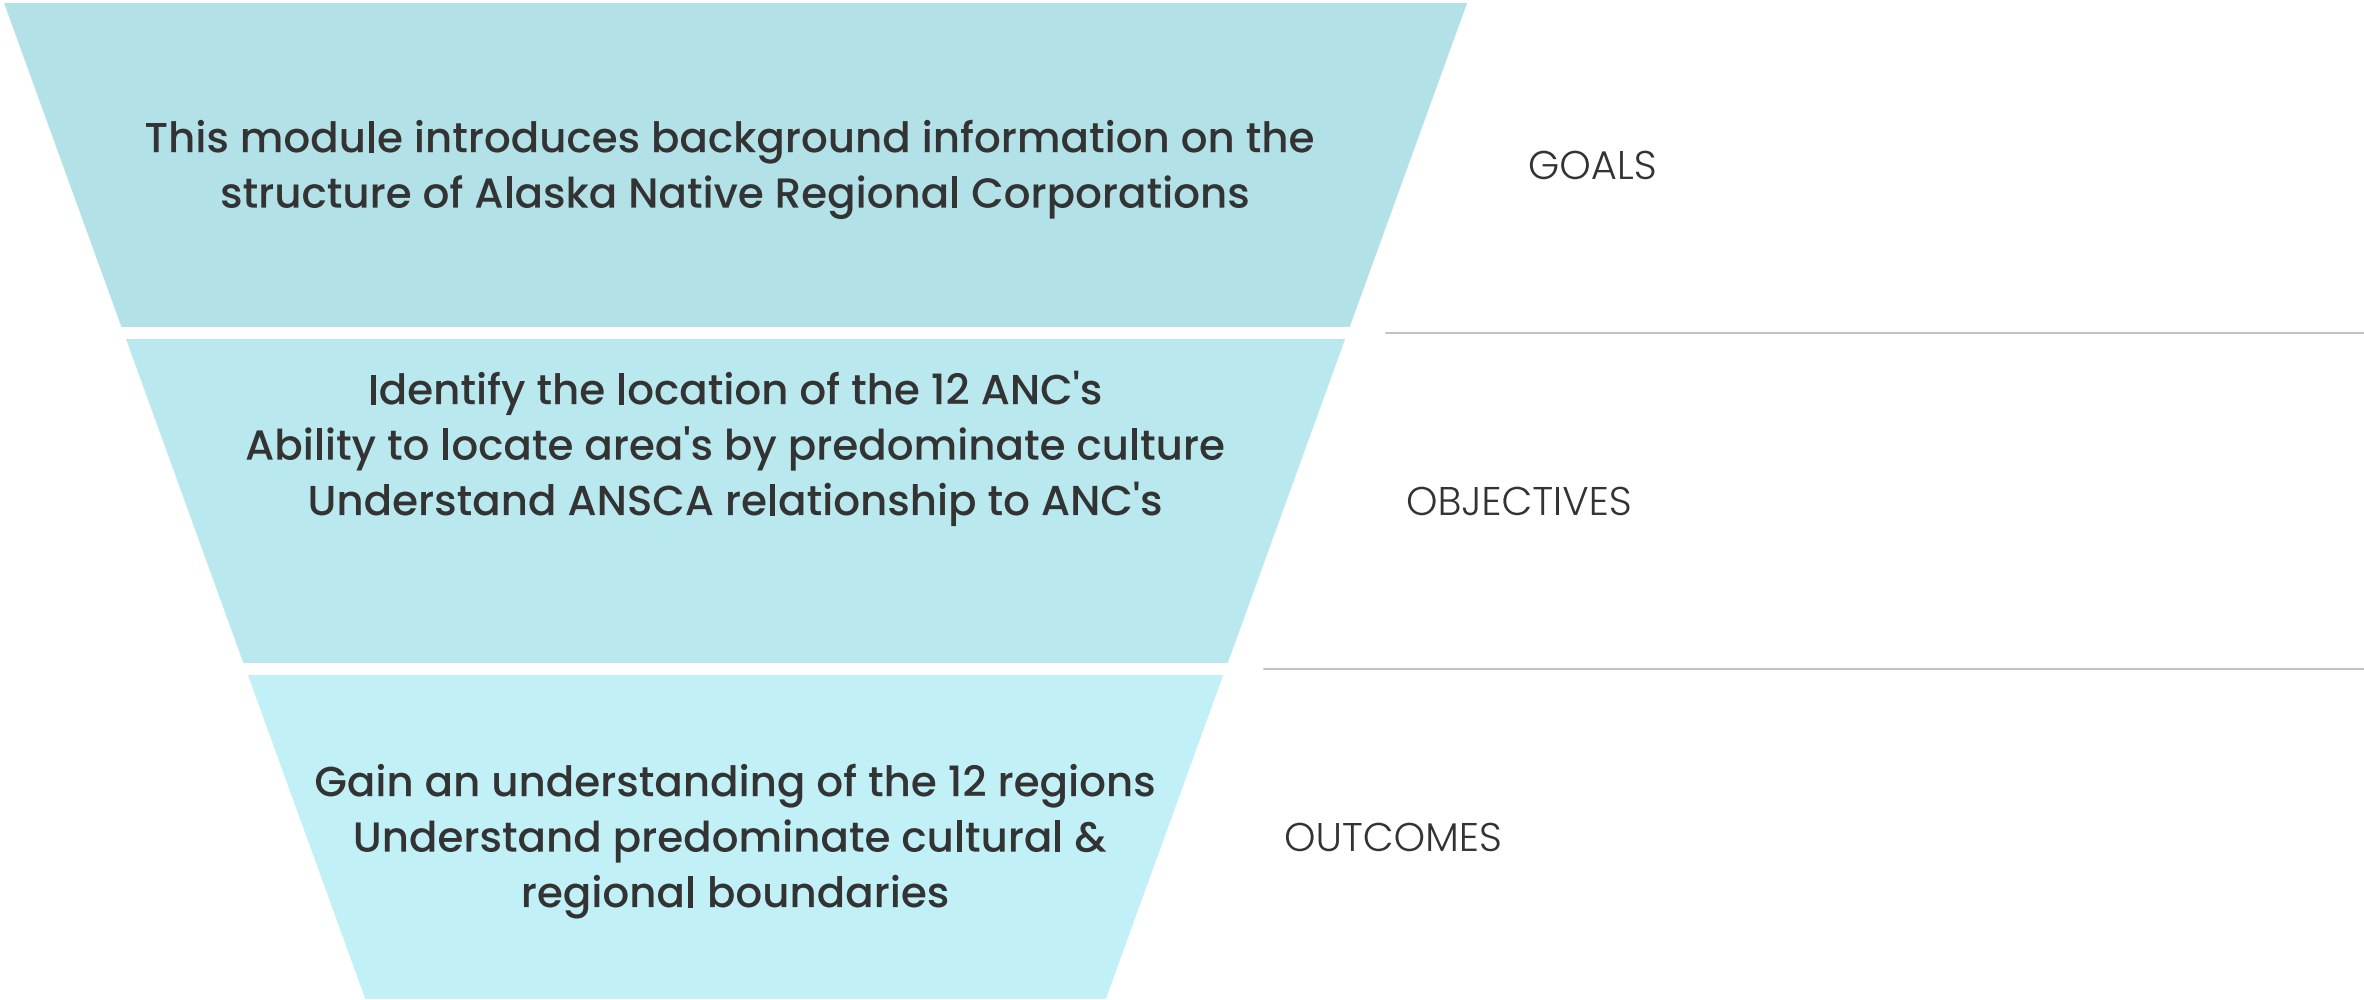 This module introduces background information on the
structure of Alaska Native Regional Corporations
GOALS
Identify the location of the 12 ANC's
Ability to locate area's by predominate culture
Understand ANSCA relationship to ANC's
OBJECTIVES
Gain an understanding of the 12 regions
Understand predominate cultural &
regional boundaries
OUTCOMES